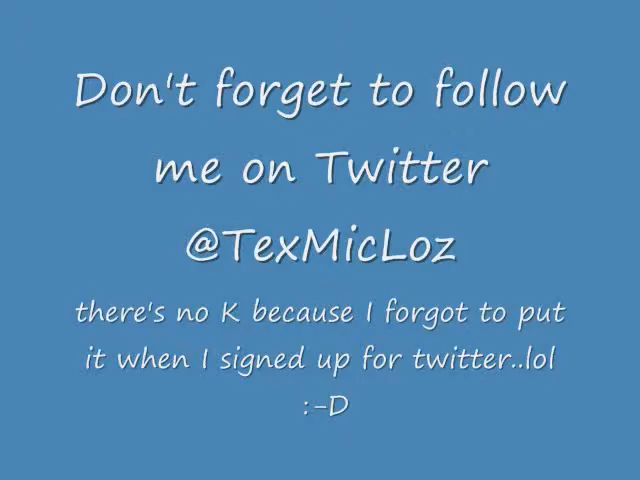 Don't forget to follow
me on Twitter
@TexMicLoz
there's no K because I forgot to put
it when I signed up for twitter..lol
:-D